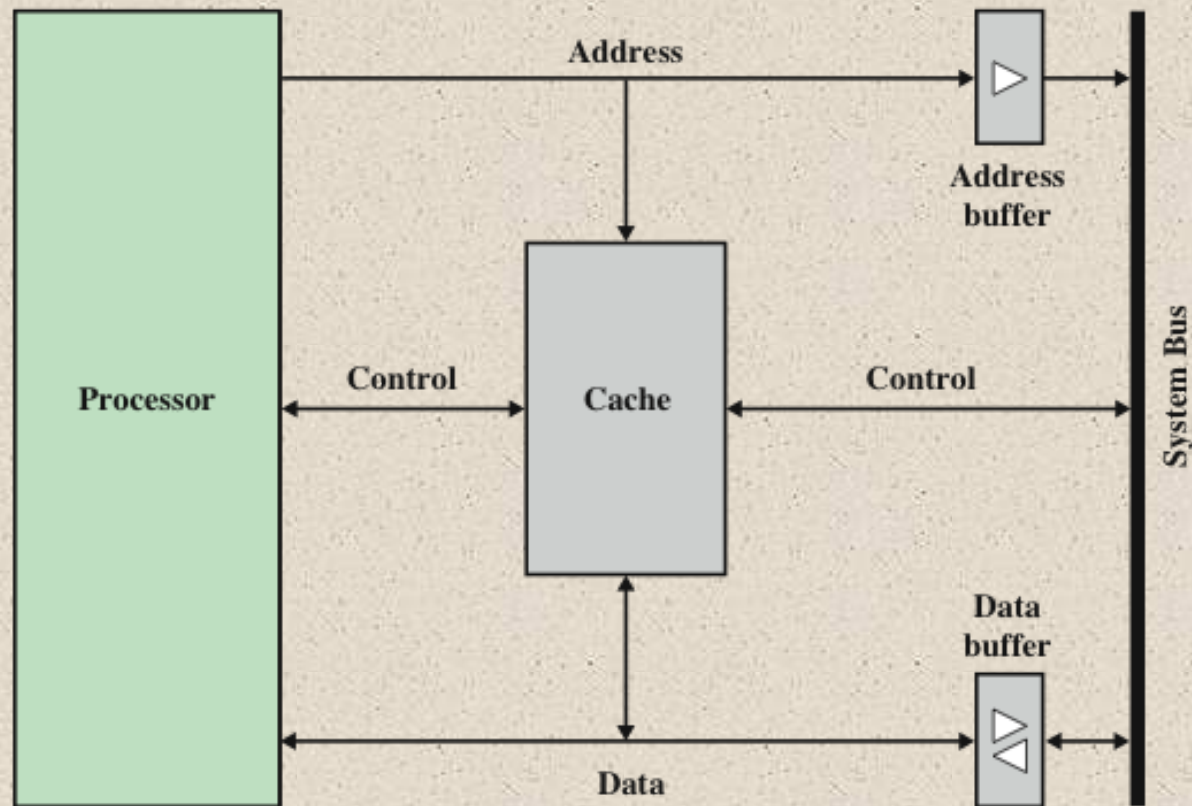 Address
Address
buffer
Processor
Control
Cache
Control
System Bus
Data
buffer
Data